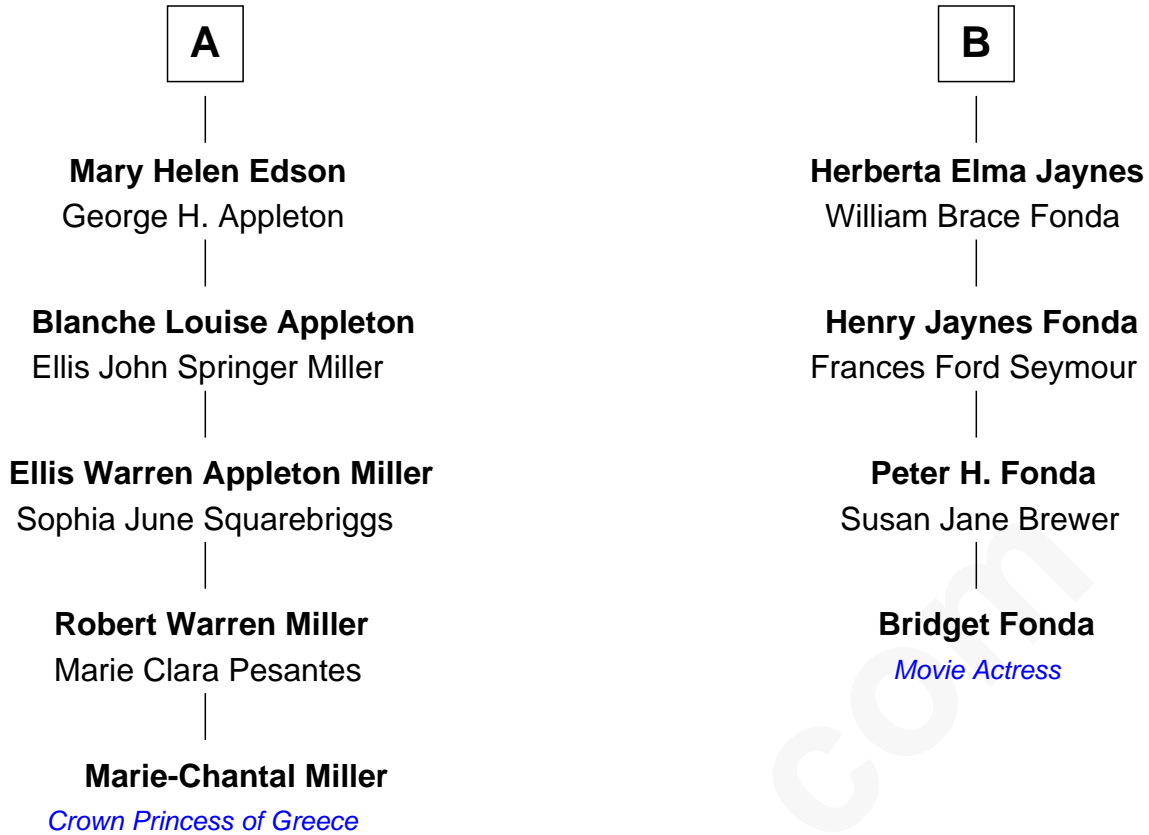 A
Mary Helen Edson
George H. Appleton
Blanche Louise Appleton
Ellis John Springer Miller
Ellis Warren Appleton Miller
Sophia June Squarebriggs
Robert Warren Miller
Marie Clara Pesantes
Marie-Chantal Miller
Crown Princess of Greece
B
Herberta Elma Jaynes
William Brace Fonda
Henry Jaynes Fonda
Frances Ford Seymour
Peter H. Fonda
Susan Jane Brewer
Bridget Fonda
Movie Actress
com